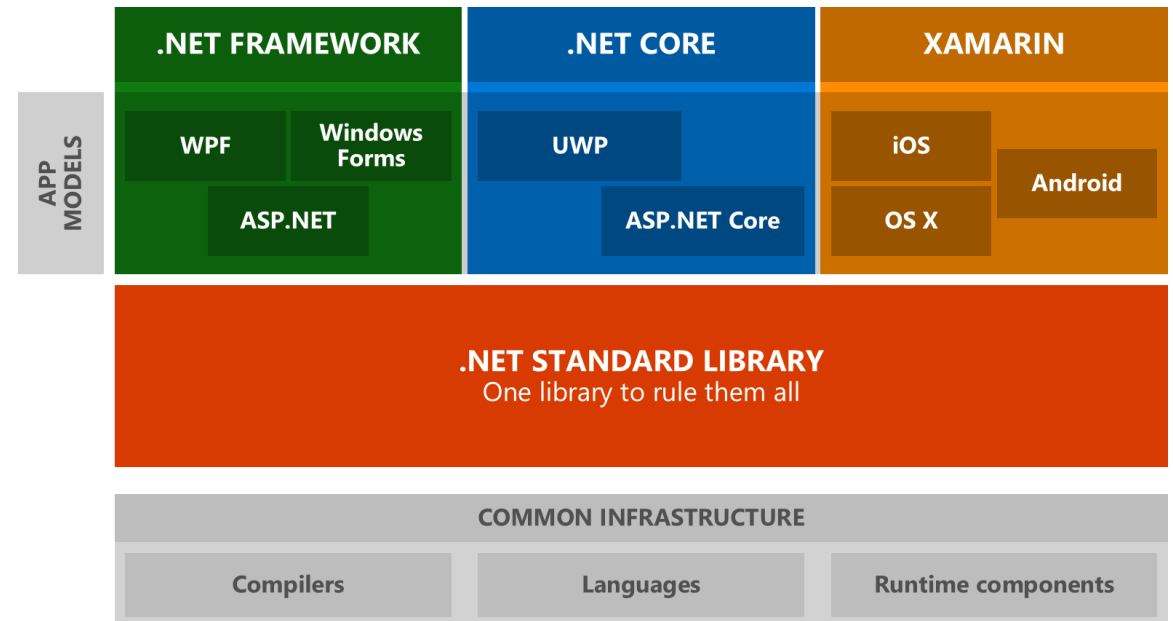 .NET FRAMEWORK
.NET CORE
XAMARIN
APP
MODELS
WPF
Windows
Forms
ASP.NET
UWP
ASP.NET Core
iOS
Android
OS X
.NET STANDARD LIBRARY
One library to rule them all
COMMON INFRASTRUCTURE
Compilers
Languages
Runtime components